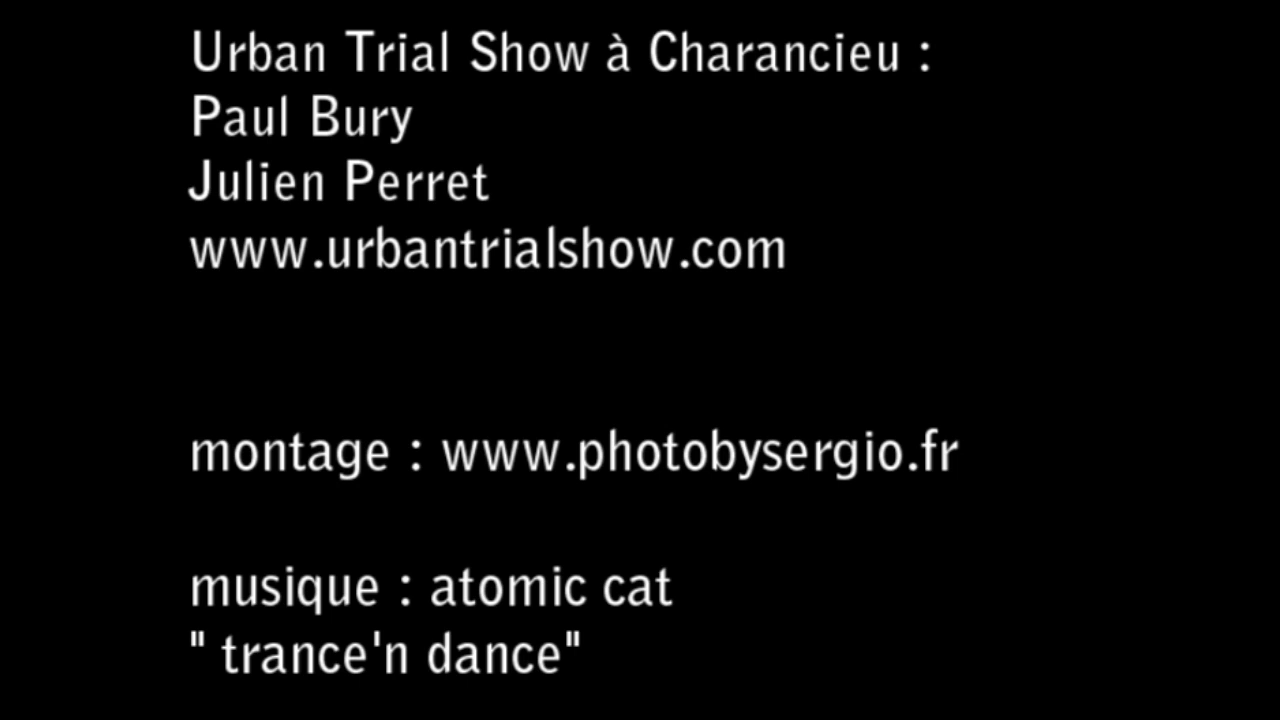 Urban Trial Show à Charancieu :
Paul Bury
Julien Perret
www.urbantrialshow.com
montage : www.photobysergio.fr
musique : atomic cat
" trance'n dance"